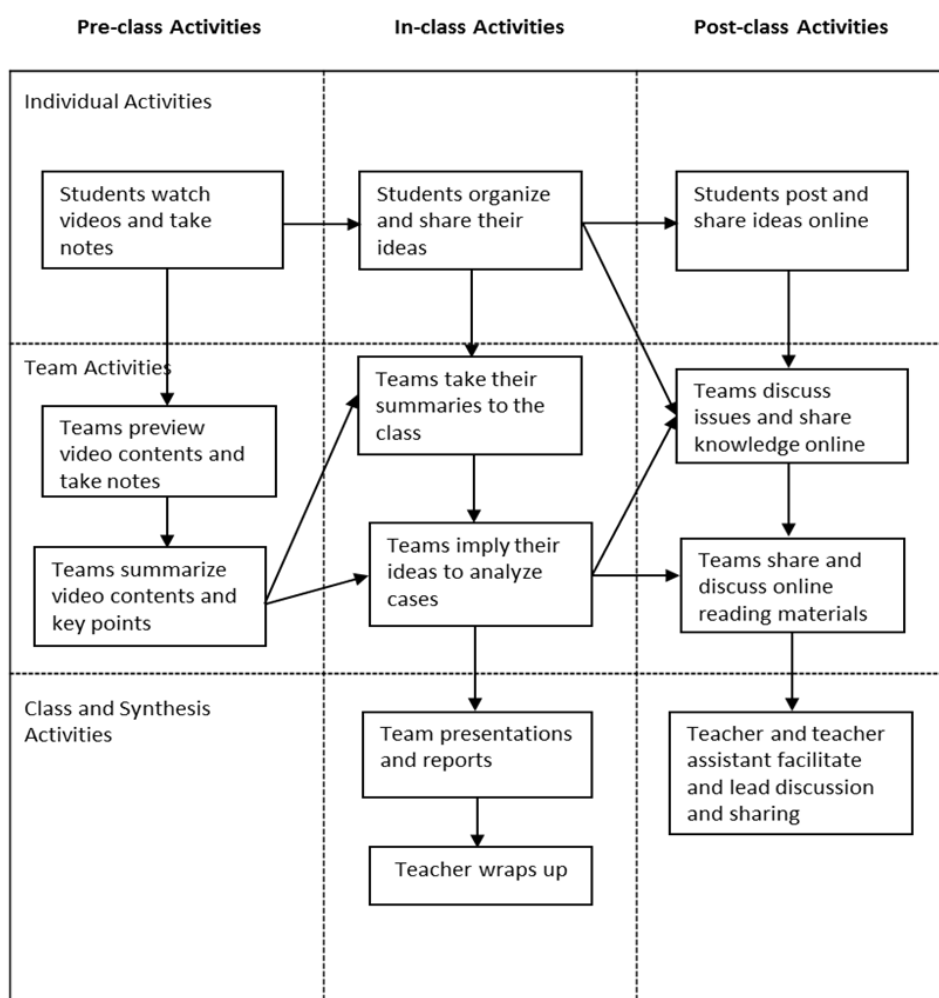 Pre-class Activities
In-class Activities
Post-class Activities
Individual Activities
Students watch
videos and take
notes
Students organize
and share their
ideas
Students post and
share ideas online
Team Activities
Teams preview
video contents and
take notes
Teams summarize
video contents and
key points
Teams take their
summaries to the
class
Teams imply their
ideas to analyze
cases
Teams discuss
issues and share
knowledge online
Teams share and
discuss online
reading materials
Class and Synthesis
Activities
Team presentations
and reports
Teacher wraps up
Teacher and teacher
assistant facilitate
and lead discussion
and sharing